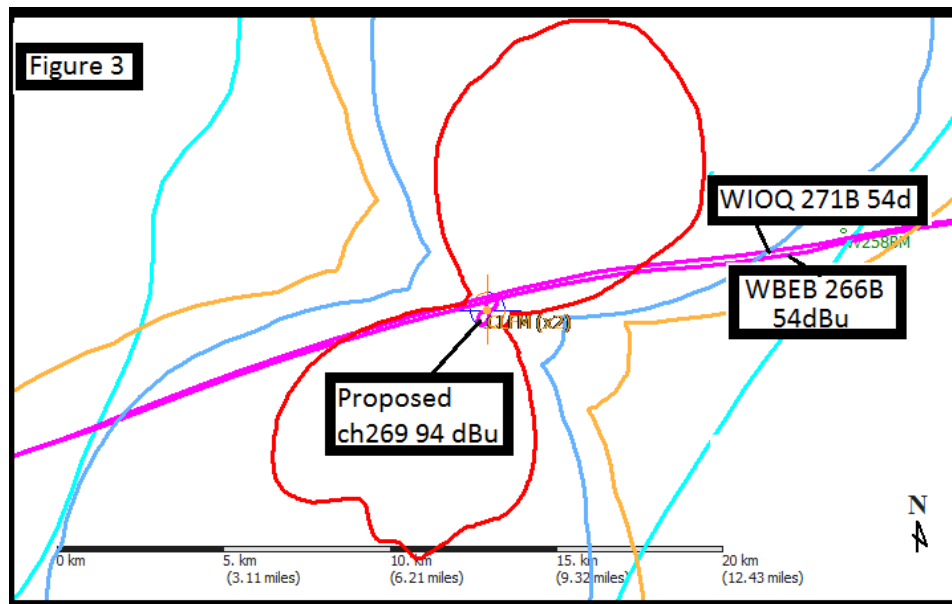 Figure 3
WIOQ 271B 54d
WBEB 266B
54dBu
Proposed
ch269 94 dBu
N
0 km
5. km
(3.11 miles)
10. km
(6.21 miles)
15. km
(9.32 miles)
20 km
(12.43 miles)